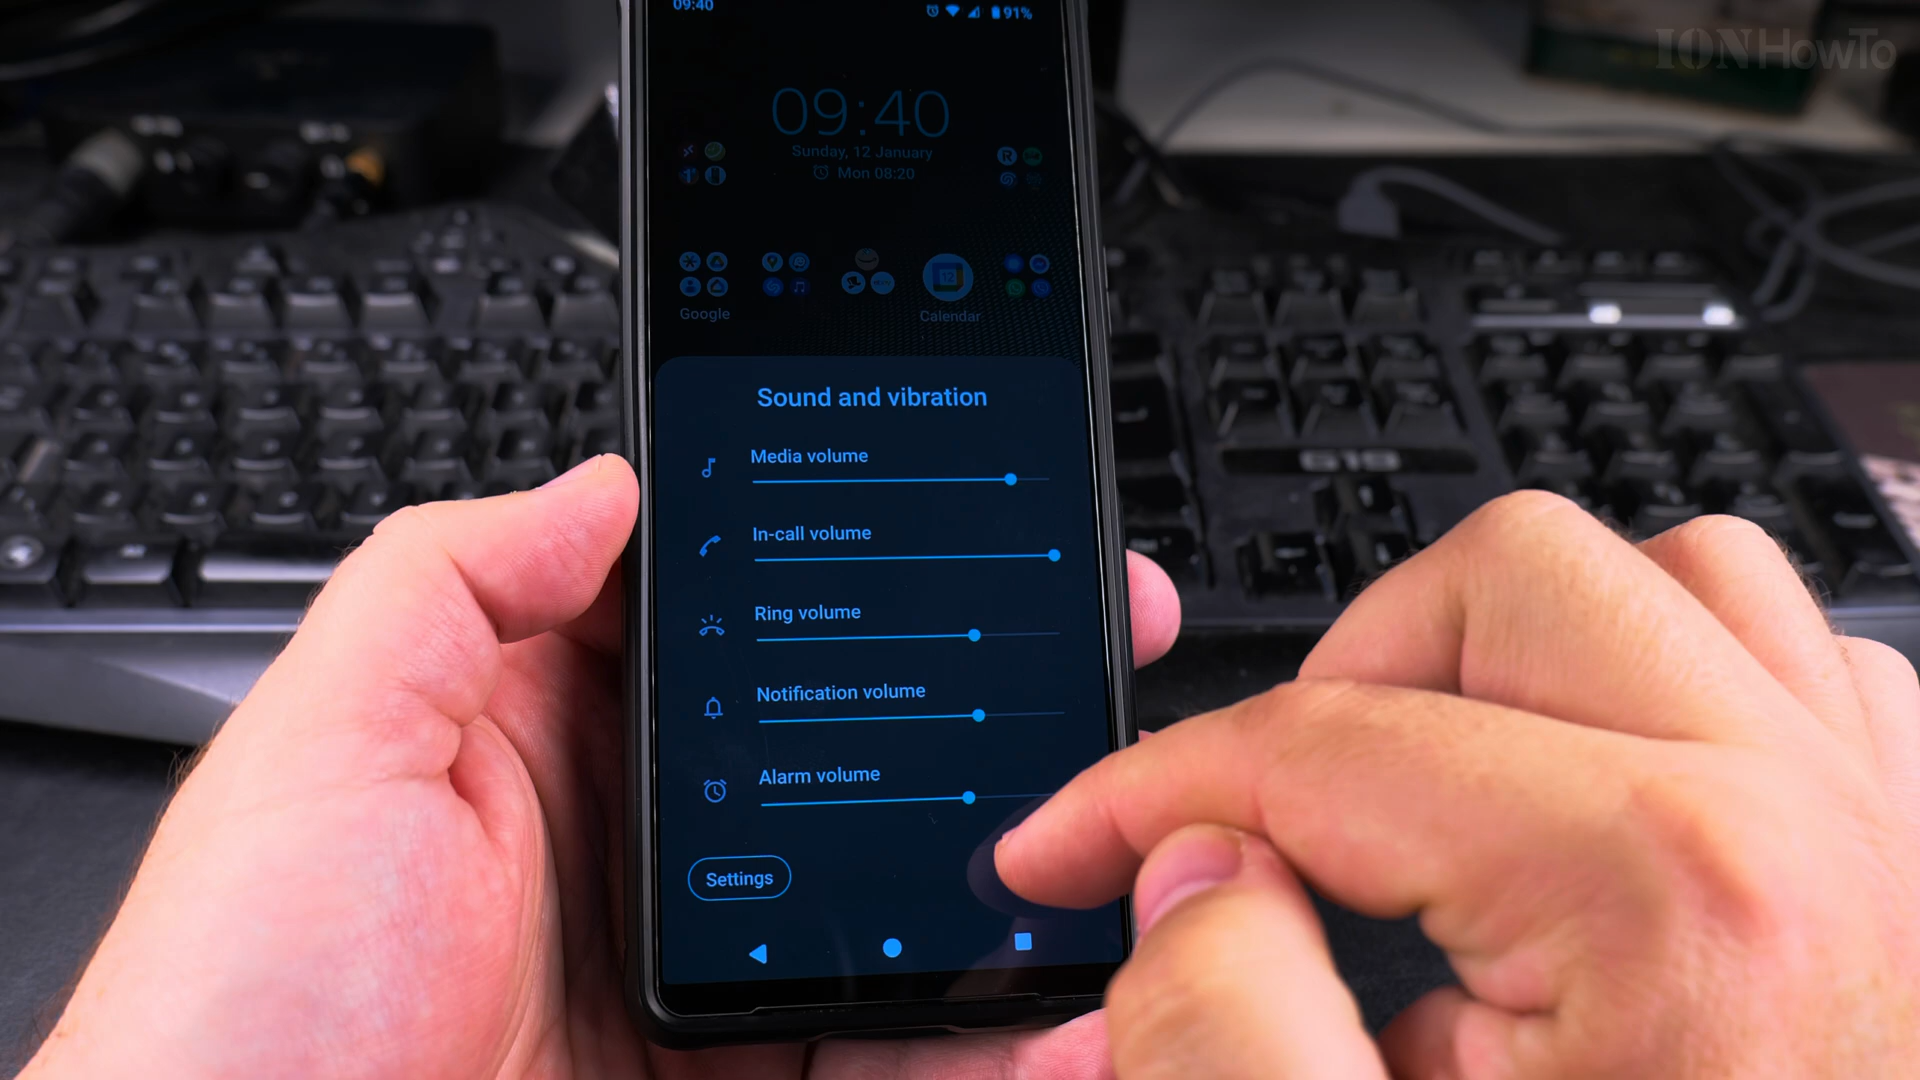 09:40
91%
IONHowTo
09:40
Sunday, 12 January
Mon 08:20
Google
Calendar
Sound and vibration
Media volume
In-call volume
Ring volume
Notification volume
Alarm volume
Settings
G19